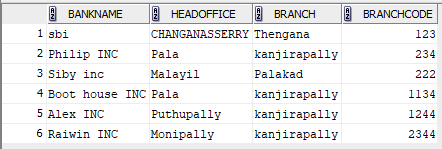 BANKNAME HEADOFFICE BRANCH BRANCHCODE
1 sbi CHANGANASSERRY Thengana 123
2 Philip INC Pala kanjirapally 234
3 Siby inc Malayil Palakad 222
4 Boot house INC Pala kanjirapally 1134
5 Alex INC Puthupally kanjirapally 1244
6 Raiwin INC Monipally kanjirapally 2344